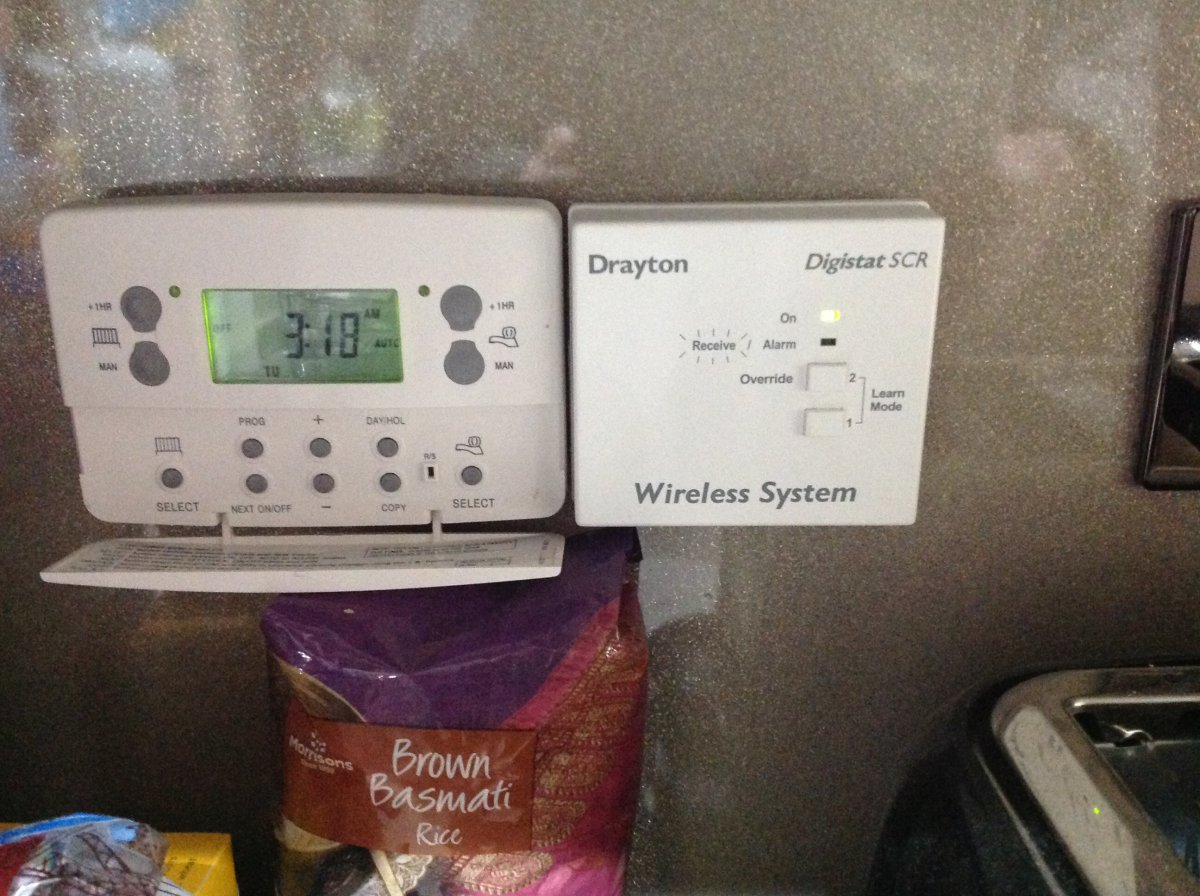 +1HR
MAN
OFF
3:18 AM
AUTO
TU
+1HR
MAN
PROG
+
DAY/HOL
R/S
SELECT
NEXT ON/OFF
−
COPY
SELECT
Drayton
Digistat SCR
On
Receive
Alarm
Override
2
Learn
Mode
1
Wireless System
Morrisons
Brown
Basmati
Rice